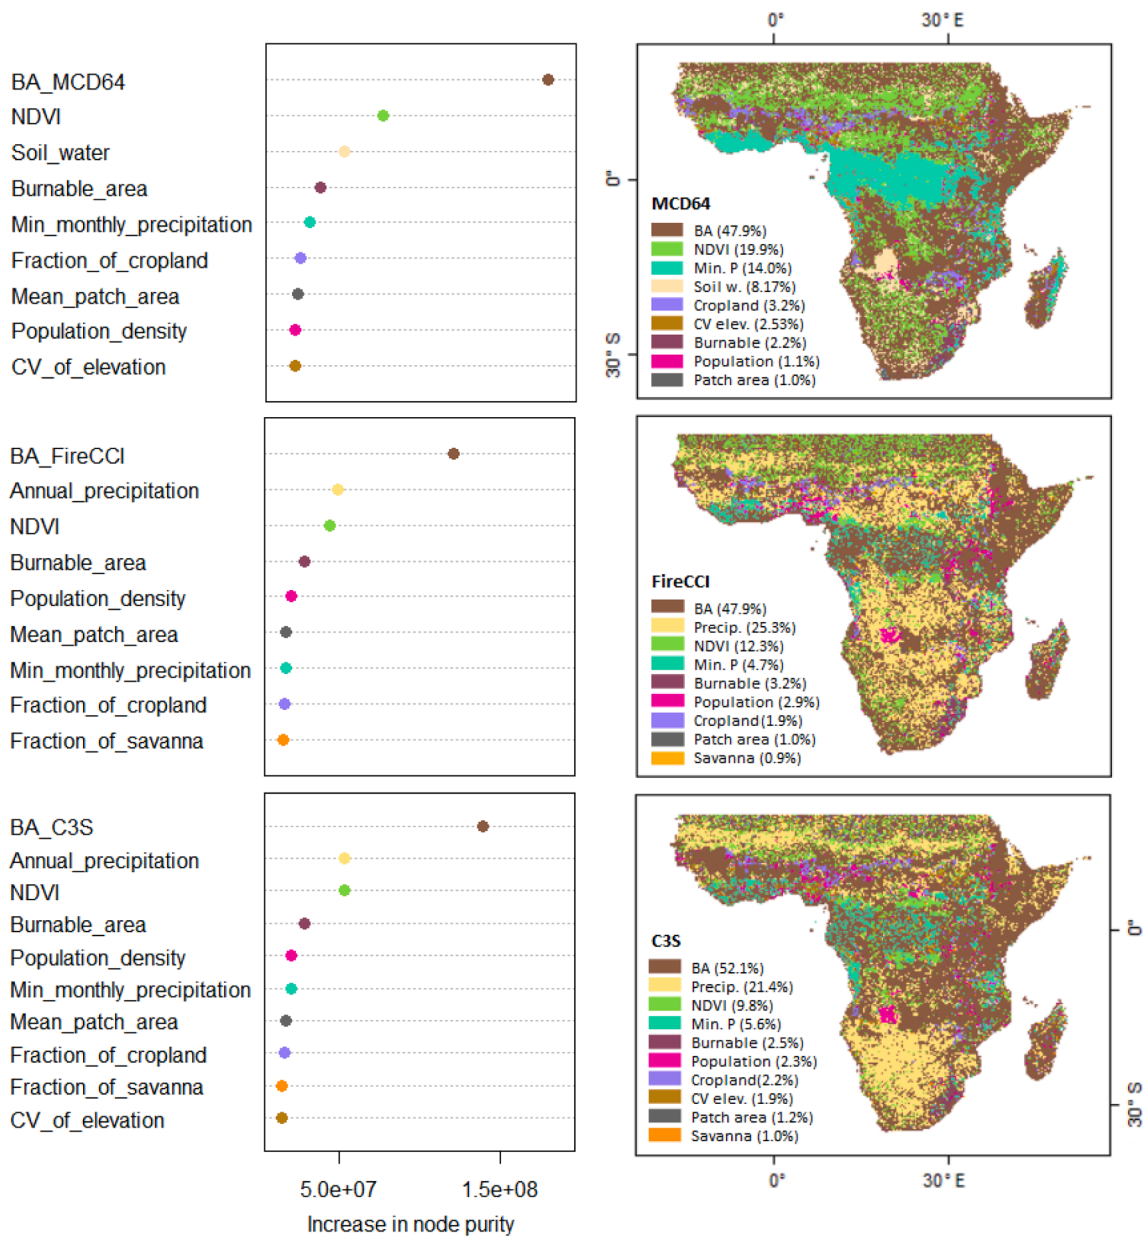 0°
30° E
BA_MCD64
NDVI
Soil_water
Burnable_area
Min_monthly_precipitation
Fraction_of_cropland
Mean_patch_area
Population_density
CV_of_elevation
0°
30° S
MCD64
BA (47.9%)
NDVI (19.9%)
Min. P (14.0%)
Soil w. (8.17%)
Cropland (3.2%)
CV elev. (2.53%)
Burnable (2.2%)
Population (1.1%)
Patch area (1.0%)
BA_FireCCI
Annual_precipitation
NDVI
Burnable_area
Population_density
Mean_patch_area
Min_monthly_precipitation
Fraction_of_cropland
Fraction_of_savanna
FireCCI
BA (47.9%)
Precip. (25.3%)
NDVI (12.3%)
Min. P (4.7%)
Burnable (3.2%)
Population (2.9%)
Cropland(1.9%)
Patch area (1.0%)
Savanna (0.9%)
BA_C3S
Annual_precipitation
NDVI
Burnable_area
Population_density
Min_monthly_precipitation
Mean_patch_area
Fraction_of_cropland
Fraction_of_savanna
CV_of_elevation
5.0e+07
1.5e+08
Increase in node purity
C3S
BA (52.1%)
Precip. (21.4%)
NDVI (9.8%)
Min. P (5.6%)
Burnable (2.5%)
Population (2.3%)
Cropland(2.2%)
CV elev. (1.9%)
Patch area (1.2%)
Savanna (1.0%)
0°
30° S
0°
30° E